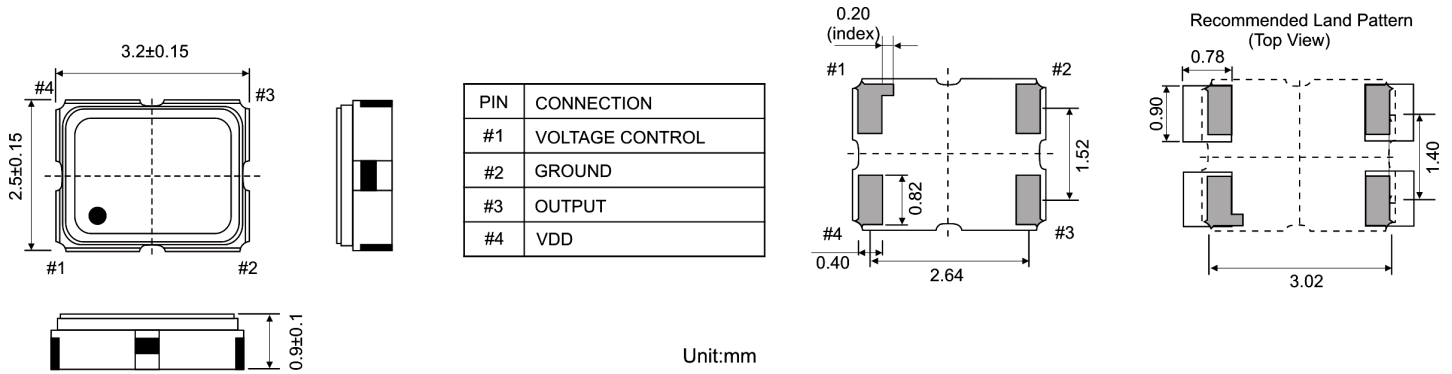 3.2±0.15
#4
#3
2.5±0.15
#1
#2
0.9±0.1
PIN CONNECTION
#1 VOLTAGE CONTROL
#2 GROUND
#3 OUTPUT
#4 VDD
Unit:mm
0.20
(index)
#1
#2
1.52
0.82
#4
#3
0.40
2.64
Recommended Land Pattern
(Top View)
0.78
0.90
1.40
3.02